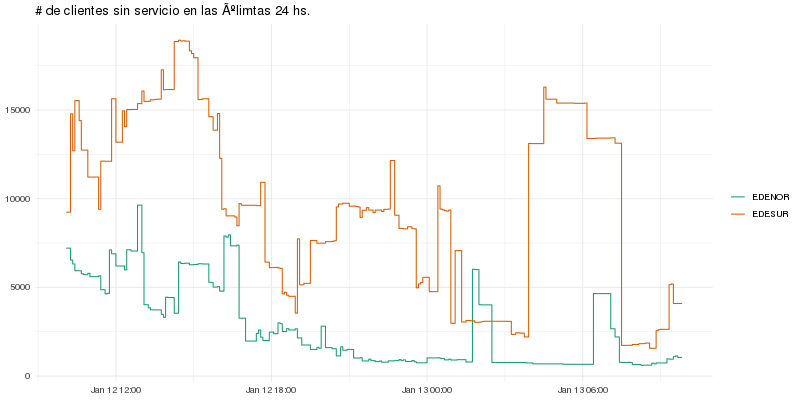 # de clientes sin servicio en las Ãºlimtas 24 hs.
15000
10000
5000
0
Jan 12 12:00
Jan 12 18:00
Jan 13 00:00
Jan 13 06:00
EDENOR
EDESUR